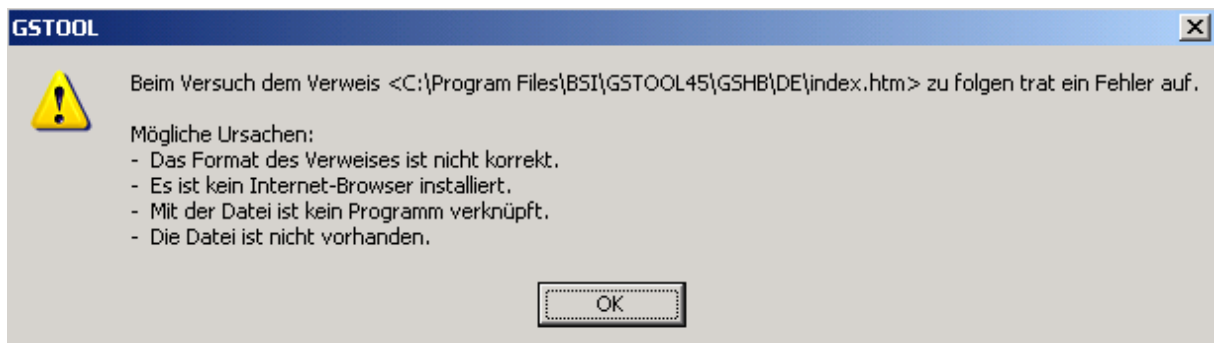 GSTOOL
Beim Versuch dem Verweis <C:\Program Files\BSI\GSTOOL45\GSHB\DE\index.htm> zu folgen trat ein Fehler auf.
Mögliche Ursachen:
- Das Format des Verweises ist nicht korrekt.
- Es ist kein Internet-Browser installiert.
- Mit der Datei ist kein Programm verknüpft.
- Die Datei ist nicht vorhanden.
OK